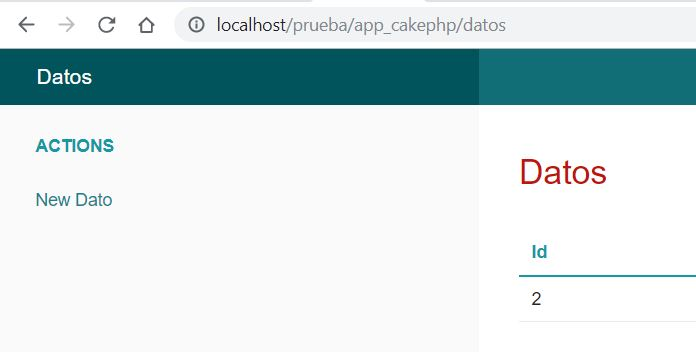 localhost/prueba/app_cakephp/datos
Datos
ACTIONS
New Dato
Datos
Id
2